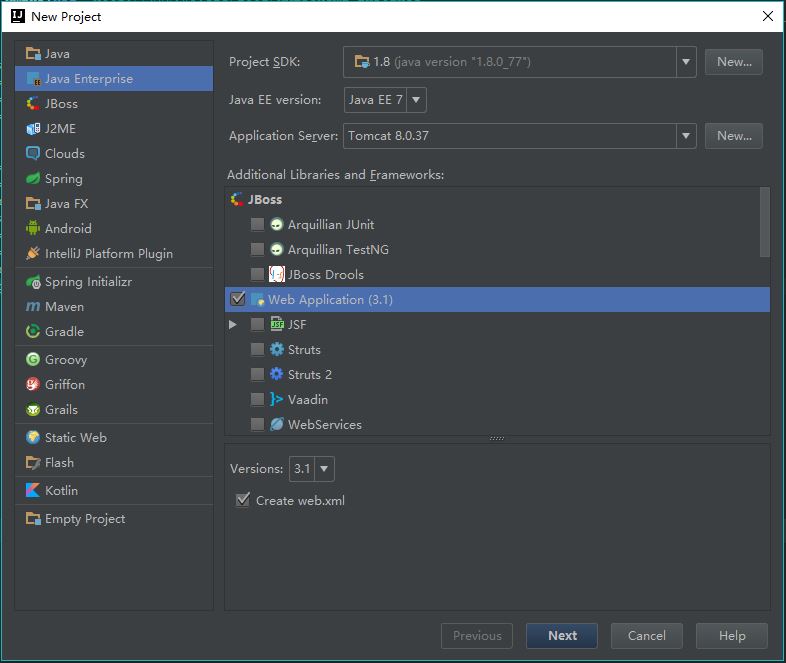 New Project
Java
Java Enterprise
JBoss
J2ME
Clouds
Spring
Java FX
Android
IntelliJ Platform Plugin
Spring Initializr
Maven
Gradle
Groovy
Griffon
Grails
Static Web
Flash
Kotlin
Empty Project
Project SDK: 1.8 (java version "1.8.0_77") New...
Java EE version: Java EE 7
Application Server: Tomcat 8.0.37 New...
Additional Libraries and Frameworks:
JBoss
Arquillian JUnit
Arquillian TestNG
JBoss Drools
Web Application (3.1)
JSF
Struts
Struts 2
Vaadin
WebServices
Versions: 3.1
Create web.xml
Previous Next Cancel Help